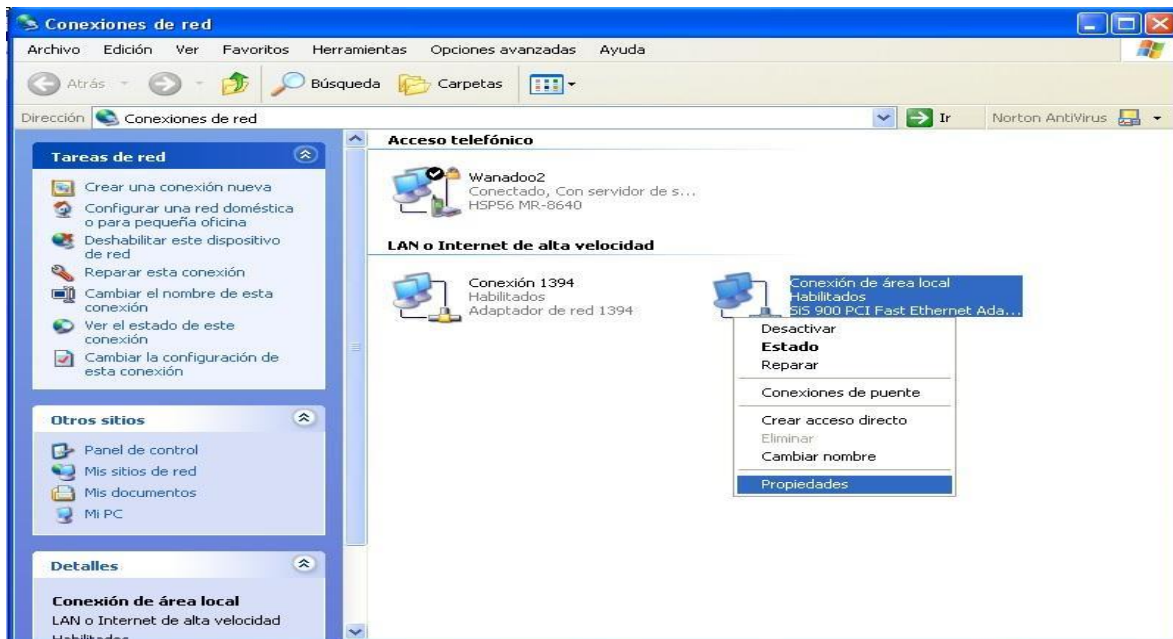 Conexiones de red
Archivo Edición Ver Favoritos Herramientas Opciones avanzadas Ayuda
Atrás Búsqueda Carpetas
Dirección Conexiones de red Ir Norton AntiVirus
Tareas de red
Crear una conexión nueva
Configurar una red doméstica
o para pequeña oficina
Deshabilitar este dispositivo
de red
Reparar esta conexión
Cambiar el nombre de esta
conexión
Ver el estado de este
conexión
Cambiar la configuración de
esta conexión
Otros sitios
Panel de control
Mis sitios de red
Mis documentos
Mi PC
Detalles
Conexión de área local
LAN o Internet de alta velocidad
Habilitados
Acceso telefónico
Wanadoo2
Conectado, Con servidor de s...
HSP56 MR-8640
LAN o Internet de alta velocidad
Conexión 1394
Habilitados
Adaptador de red 1394
Conexión de área local
Habilitados
SiS 900 PCI Fast Ethernet Ada...
Desactivar
Estado
Reparar
Conexiones de puente
Crear acceso directo
Eliminar
Cambiar nombre
Propiedades